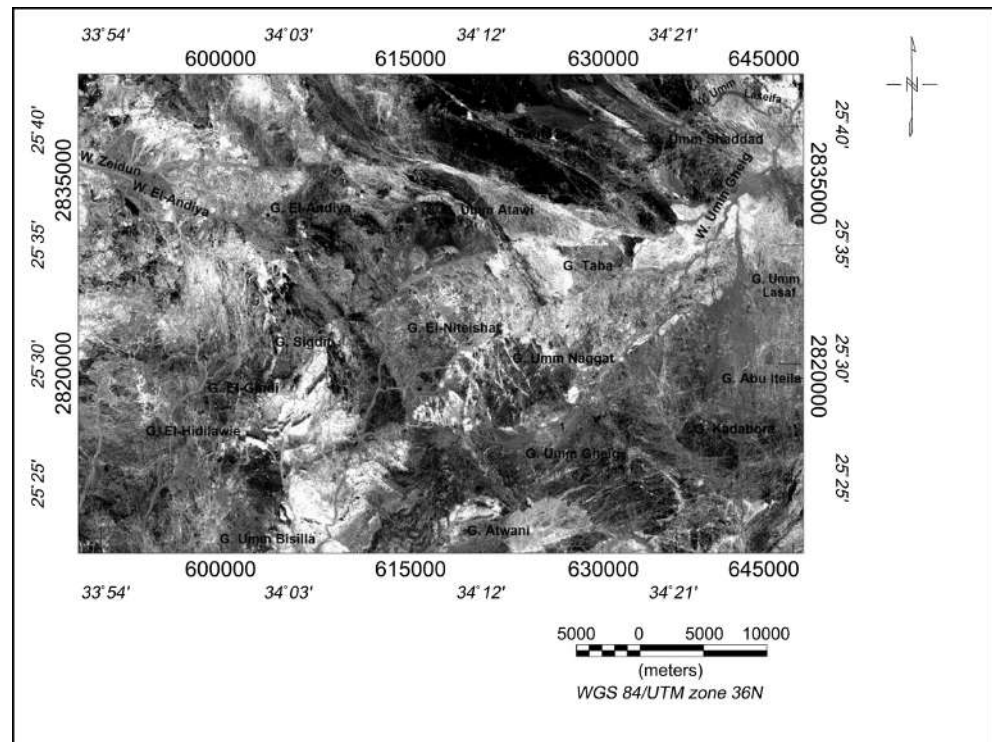 33˚54' 34˚03' 34˚12' 34˚21'
600000 615000 630000 645000
25˚40' 25˚40'
2835000 2835000
25˚35' 25˚35'
25˚30' 25˚30'
2820000 2820000
25˚25' 25˚25'
W. Umm Laseifa
G. Umm Shaddad
W. Zeidun
W. El-Andiya
G. El-Andiya
Umm Atawi
W. Umm Gheig
G. Taba
G. Umm
Lasaf
G. El-Niteishat
G. Sigdit
G. Umm Naggat
G. Abu Iteila
G. El-Hidilawie
G. Kadabora
G. Umm Gheig
G. Atwani
G. Umm Bisilla
600000 615000 630000 645000
33˚54' 34˚03' 34˚12' 34˚21'
N
5000 0 5000 10000
(meters)
WGS 84/UTM zone 36N